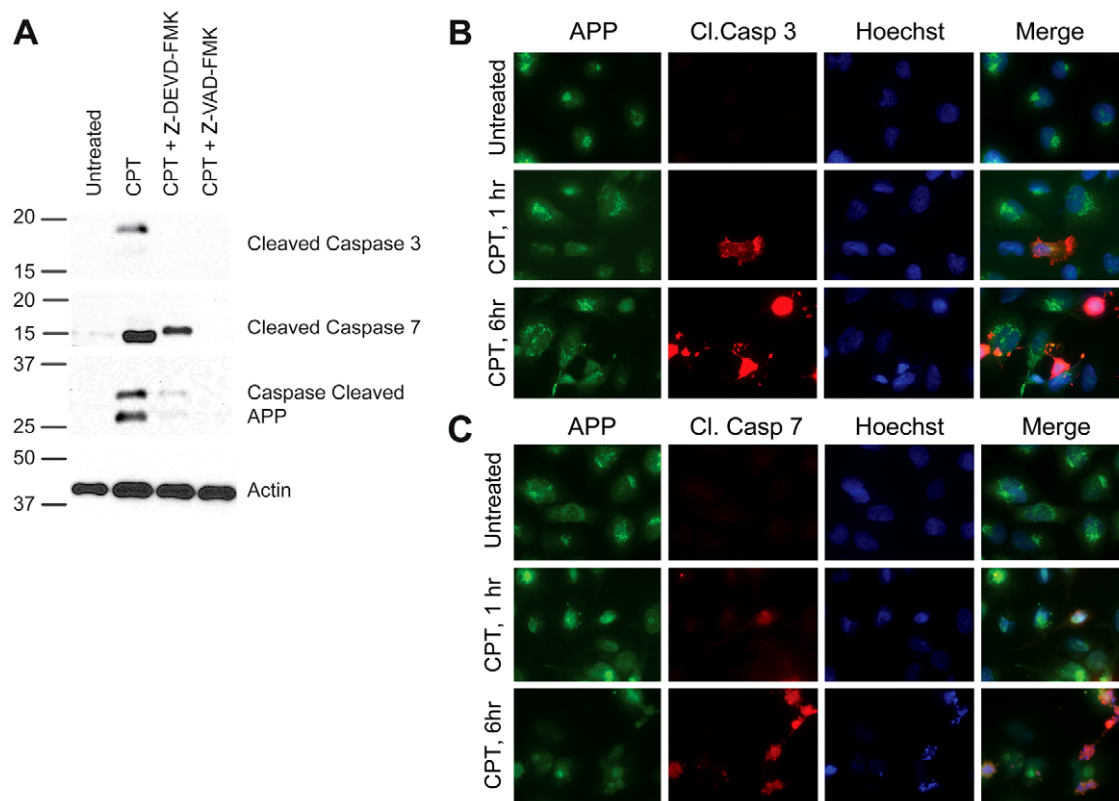 A
Untreated
CPT
CPT + Z-DEVD-FMK
CPT + Z-VAD-FMK
20
15
Cleaved Caspase 3
20
15
Cleaved Caspase 7
37
25
Caspase Cleaved
APP
50
37
Actin
B
APP Cl.Casp 3 Hoechst Merge
Untreated
CPT, 1 hr
CPT, 6hr
C
APP Cl. Casp 7 Hoechst Merge
Untreated
CPT, 1 hr
CPT, 6hr